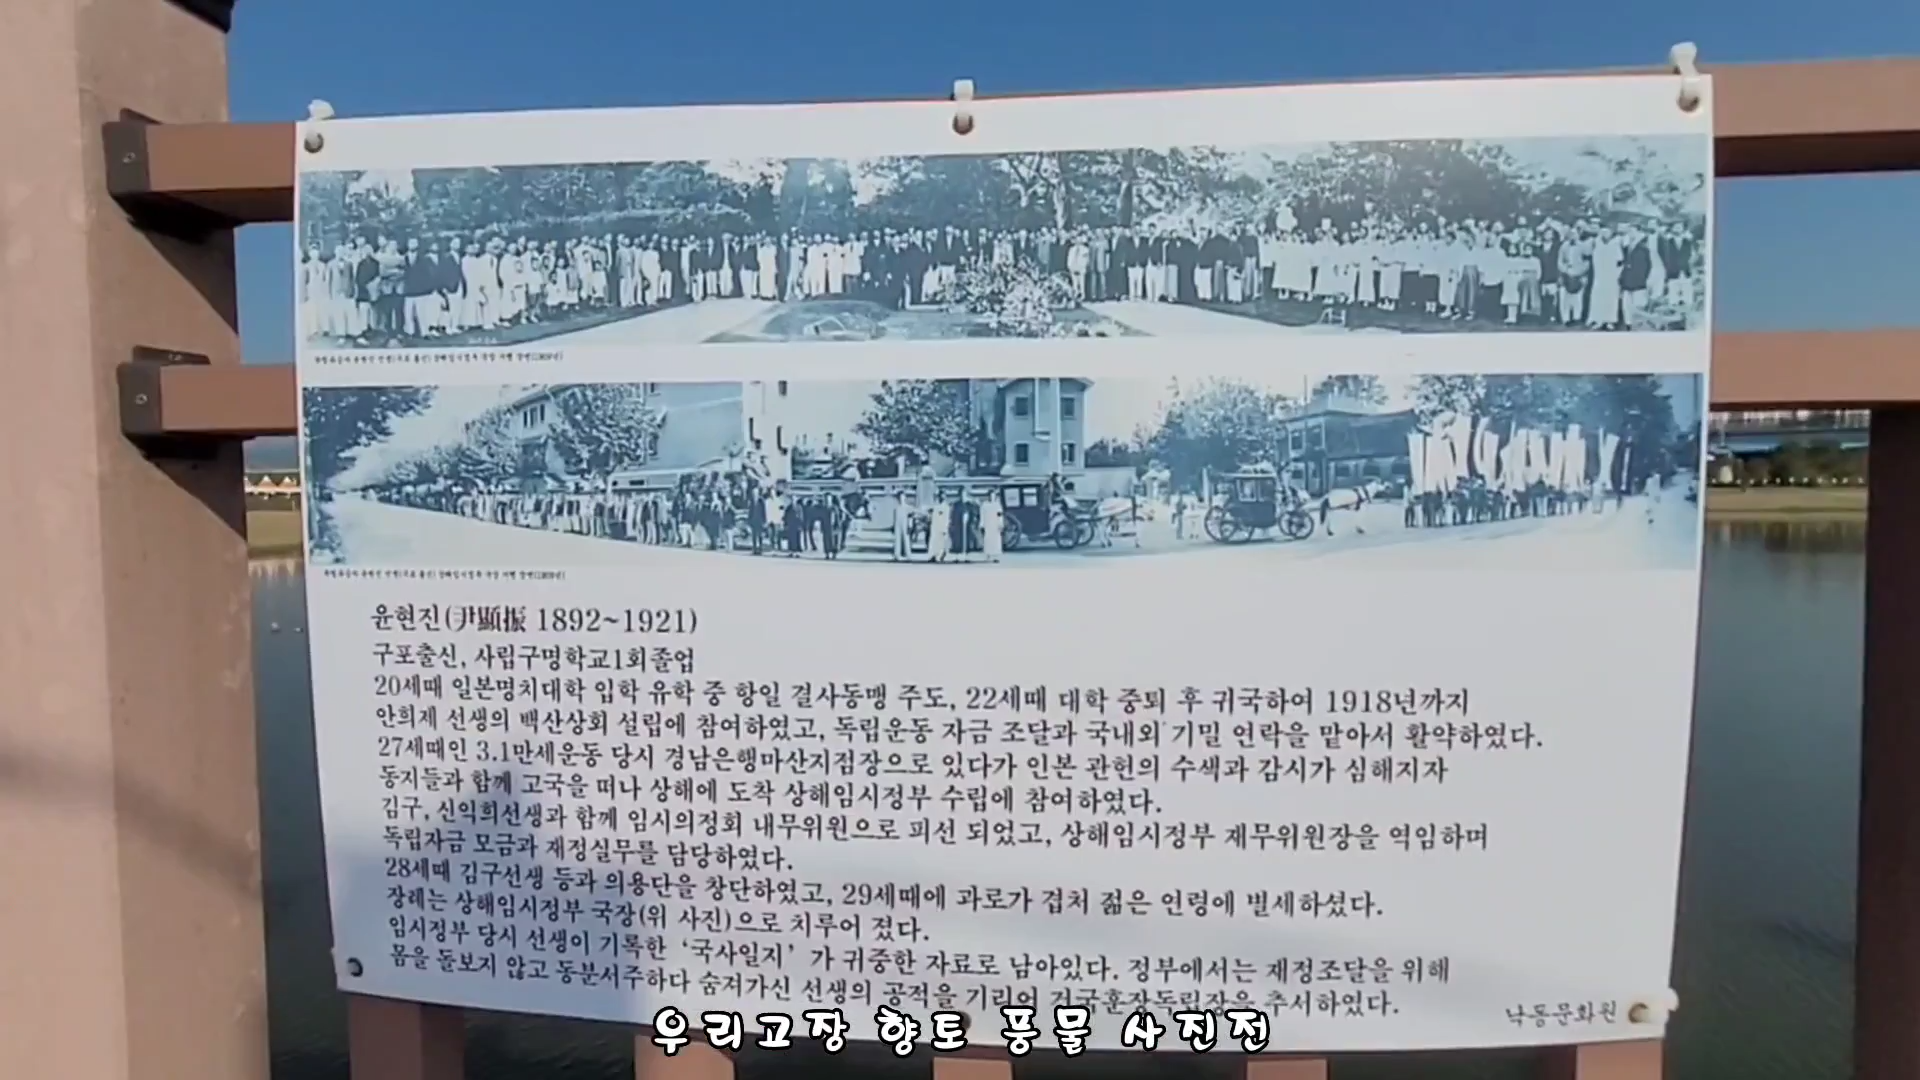 윤현진(尹顯振 1892~1921)
구포출신, 사립구명학교1회졸업
20세때 일본명치대학 입학 유학 중 항일 결사동맹 주도, 22세때 대학 중퇴 후 귀국하여 1918년까지
안희제 선생의 백산상회 설립에 참여하였고, 독립운동 자금 조달과 국내외 기밀 연락을 맡아서 활약하였다.
27세때인 3.1만세운동 당시 경남은행마산지점장으로 있다가 인본 관헌의 수색과 감시가 심해지자
동지들과 함께 고국을 떠나 상해에 도착 상해임시정부 수립에 참여하였다.
김구, 신익희선생과 함께 임시의정회 내무위원으로 피선 되었고, 상해임시정부 재무위원장을 역임하며
독립자금 모금과 재정실무를 담당하였다.
28세때 김구선생 등과 의용단을 창단하였고, 29세때에 과로가 겹처 젊은 연령에 별세하셨다.
장례는 상해임시정부 국장(위 사진)으로 치루어 졌다.
임시정부 당시 선생이 기록한 '국사일지' 가 귀중한 자료로 남아있다. 정부에서는 재정조달을 위해
몸을 돌보지 않고 동분서주하다 숨져가신 선생의 공적을 기리어 건국훈장독립장을 추서하였다.
낙동문화원
우리고장 향토 풍물 사진전